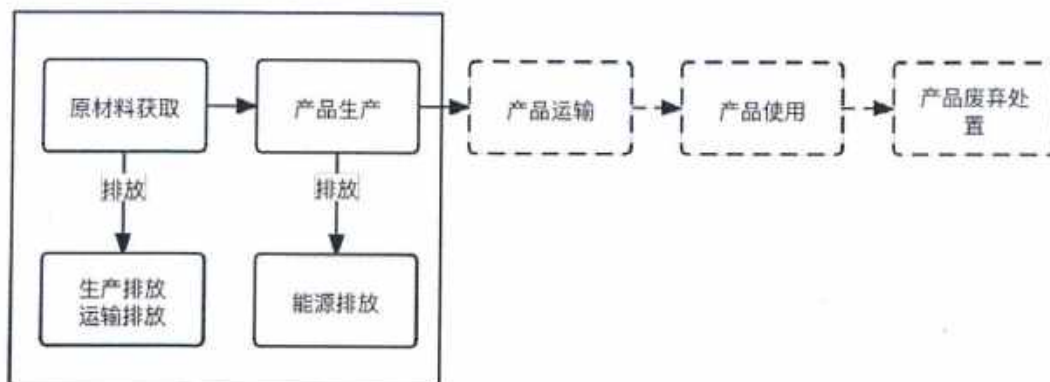 原材料获取
产品生产
产品运输
产品使用
产品废弃处
置
排放
排放
生产排放
运输排放
能源排放